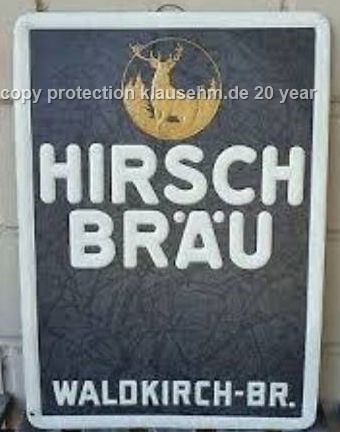 copy protection klausehm.de 20 year
HIRSCH
BRÄU
WALDKIRCH-BR.